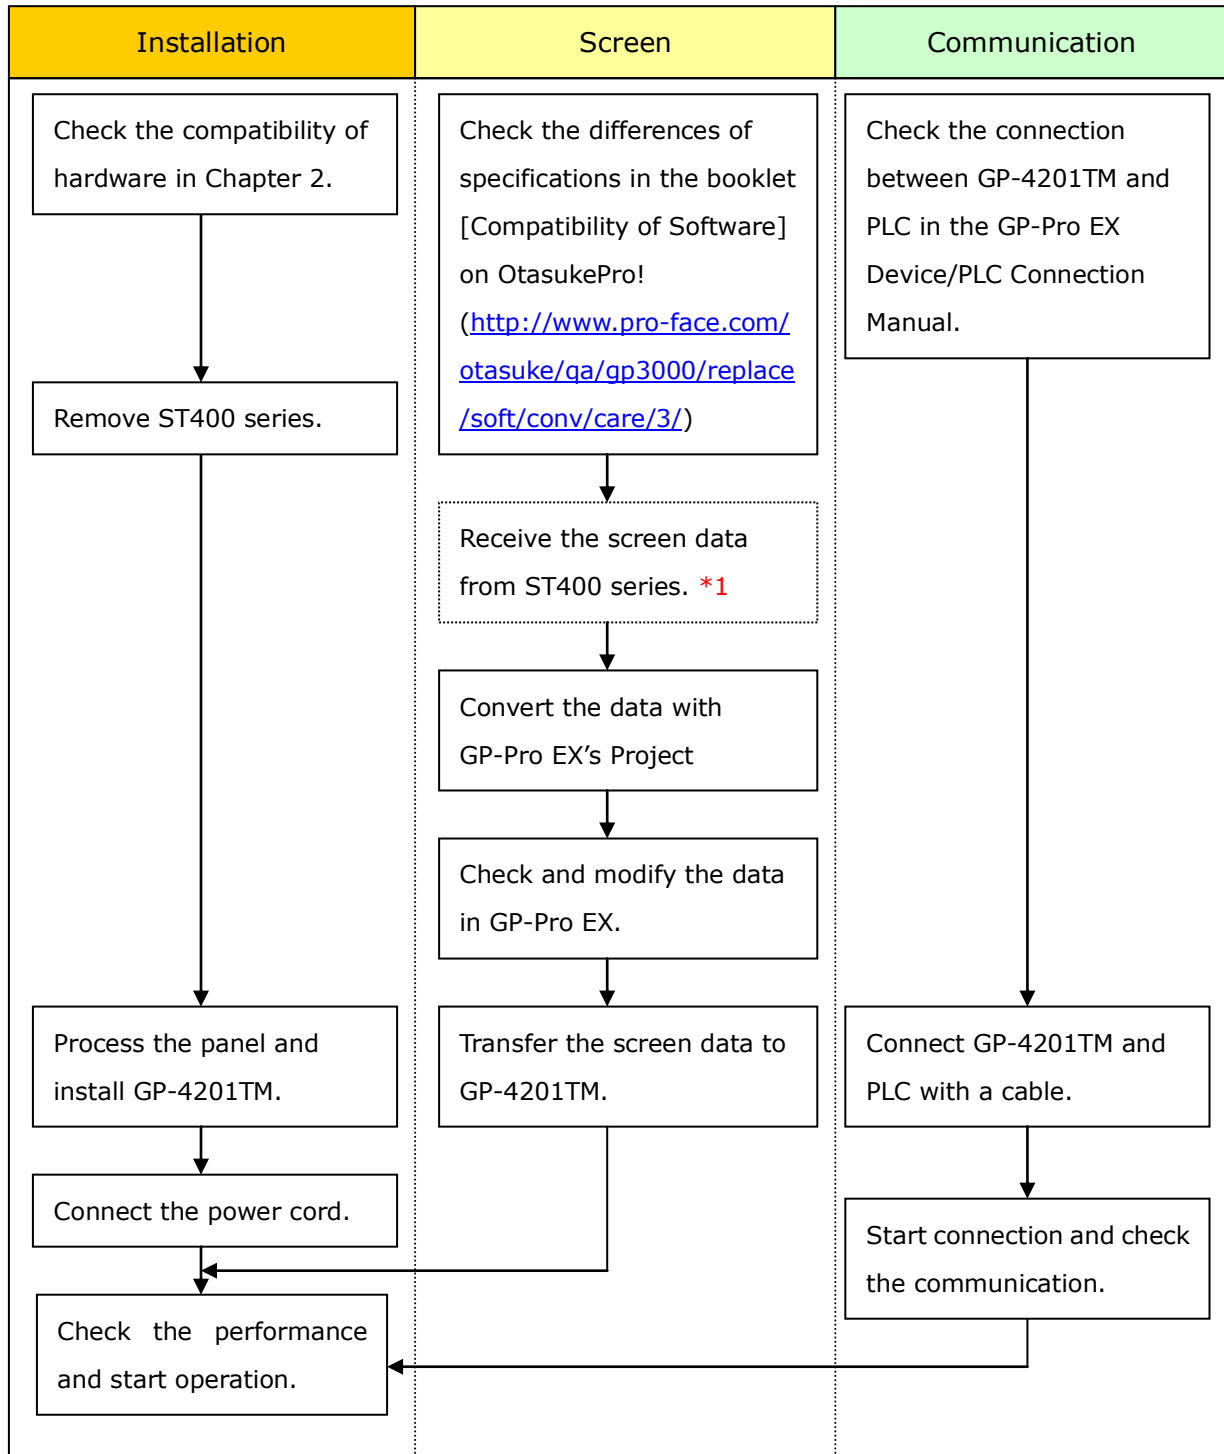 Installation
Screen
Communication
Check the compatibility of
hardware in Chapter 2.
Remove ST400 series.
Process the panel and
install GP-4201TM.
Connect the power cord.
Check the performance
and start operation.
Check the differences of
specifications in the booklet
[Compatibility of Software]
on OtasukePro!
(http://www.pro-face.com/
otasuke/qa/gp3000/replace
/soft/conv/care/3/)
Receive the screen data
from ST400 series. *1
Convert the data with
GP-Pro EX’s Project
Check and modify the data
in GP-Pro EX.
Transfer the screen data to
GP-4201TM.
Check the connection
between GP-4201TM and
PLC in the GP-Pro EX
Device/PLC Connection
Manual.
Connect GP-4201TM and
PLC with a cable.
Start connection and check
the communication.